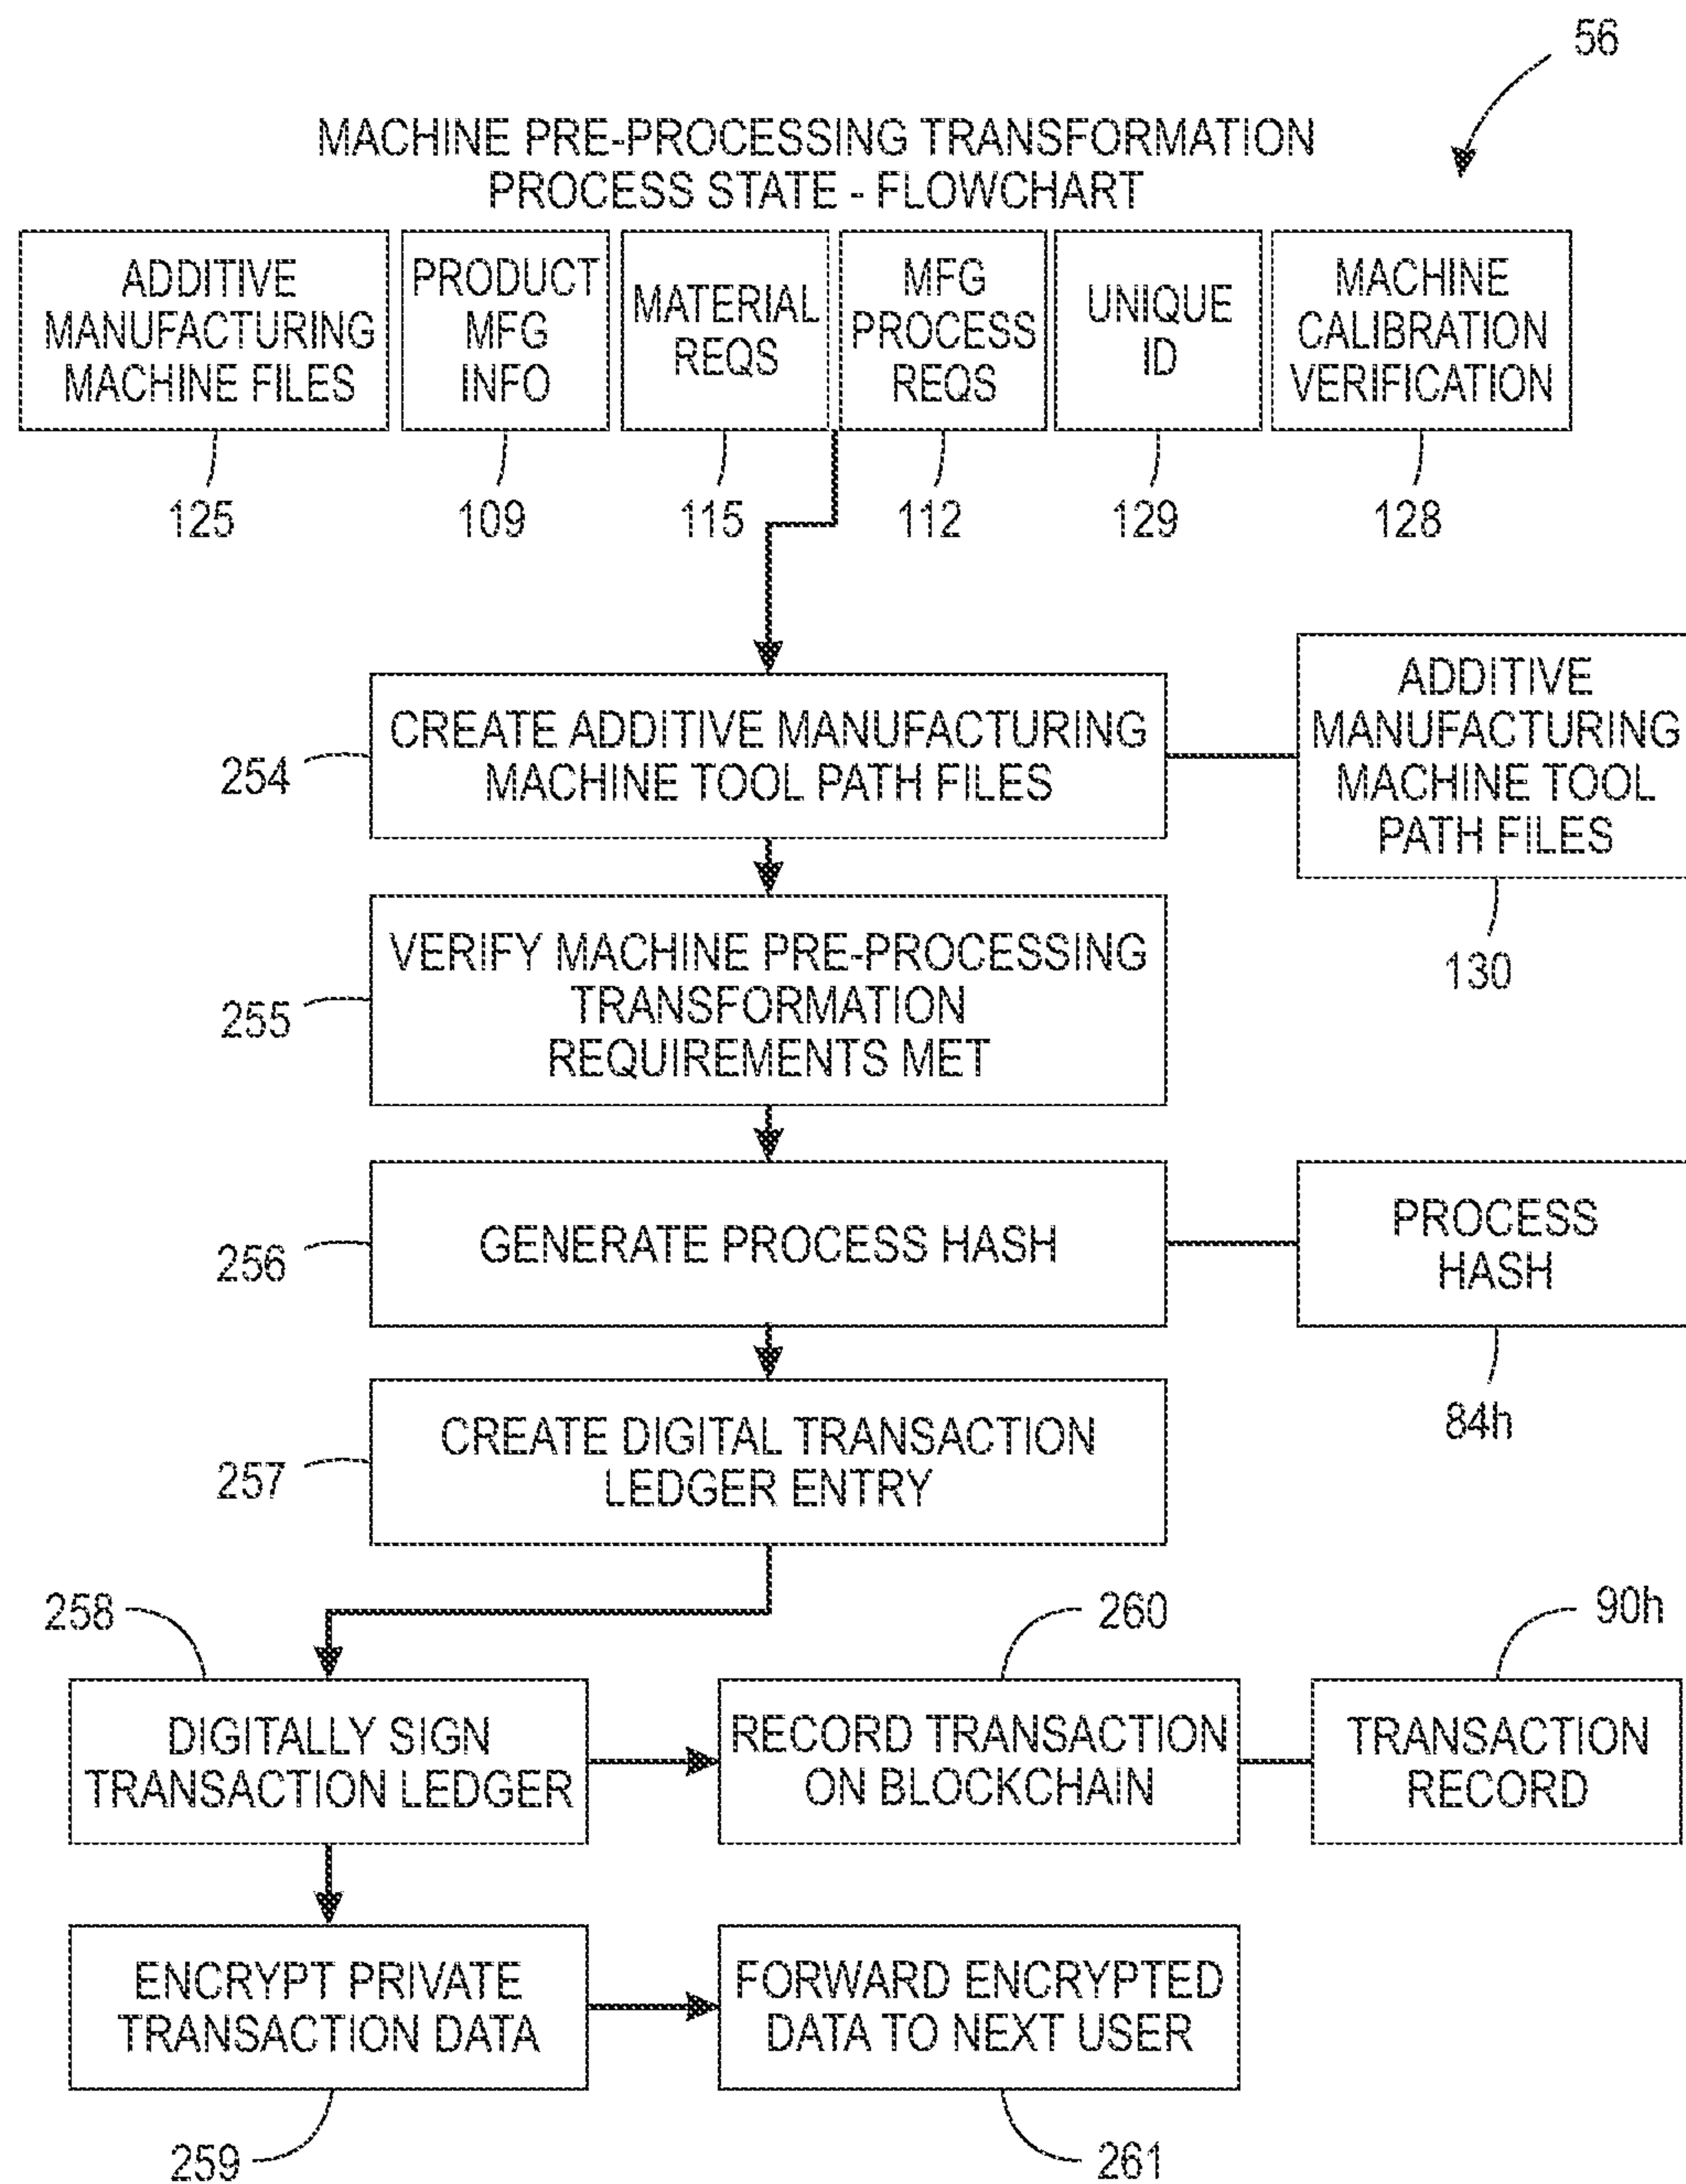 56
MACHINE PRE-PROCESSING TRANSFORMATION
PROCESS STATE - FLOWCHART
ADDITIVE
MANUFACTURING
MACHINE FILES
PRODUCT
MFG
INFO
MATERIAL
REQS
MFG
PROCESS
REQS
UNIQUE
ID
MACHINE
CALIBRATION
VERIFICATION
125
109
115
112
129
128
CREATE ADDITIVE MANUFACTURING
MACHINE TOOL PATH FILES
254
ADDITIVE
MANUFACTURING
MACHINE TOOL
PATH FILES
130
VERIFY MACHINE PRE-PROCESSING
TRANSFORMATION
REQUIREMENTS MET
255
GENERATE PROCESS HASH
256
PROCESS
HASH
84h
CREATE DIGITAL TRANSACTION
LEDGER ENTRY
257
258
260
90h
DIGITALLY SIGN
TRANSACTION LEDGER
RECORD TRANSACTION
ON BLOCKCHAIN
TRANSACTION
RECORD
ENCRYPT PRIVATE
TRANSACTION DATA
FORWARD ENCRYPTED
DATA TO NEXT USER
259
261